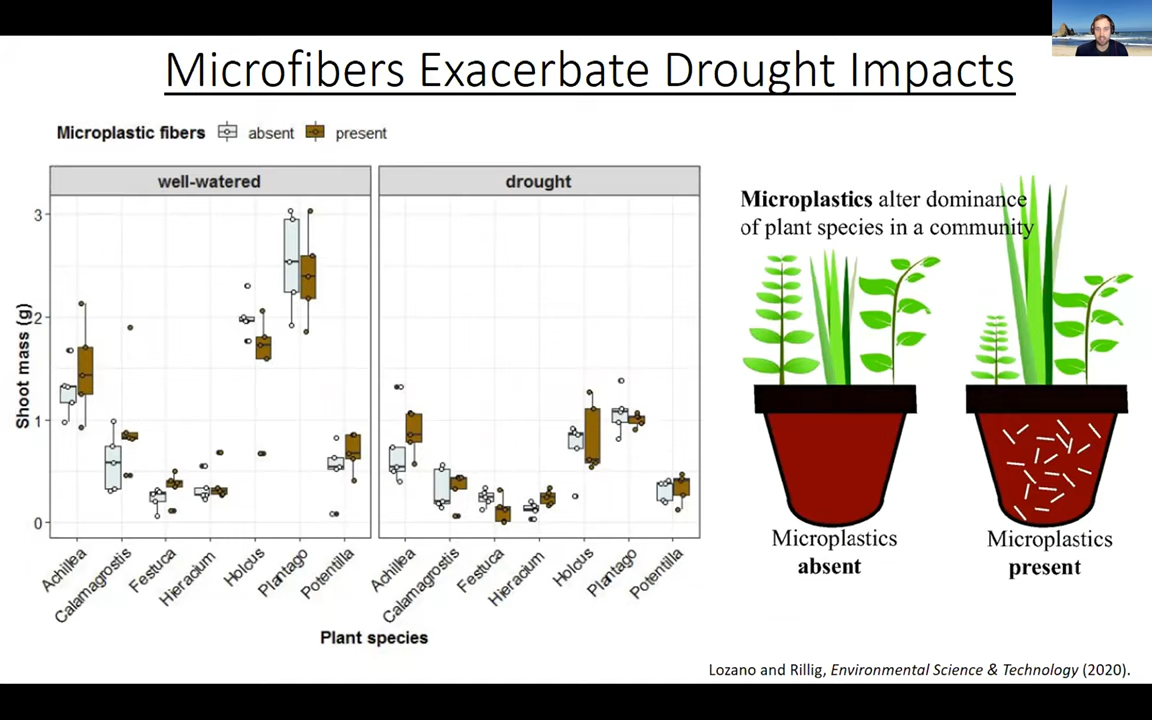 Microfibers Exacerbate Drought Impacts
Microplastic fibers absent present
well-watered drought
Shoot mass (g)
3
2
1
0
Achillea Calamagrostis Festuca Hieracium Holcus Plantago Potentilla Achillea Calamagrostis Festuca Hieracium Holcus Plantago Potentilla
Plant species
Microplastics alter dominance
of plant species in a community
Microplastics
absent
Microplastics
present
Lozano and Rillig, Environmental Science & Technology (2020).